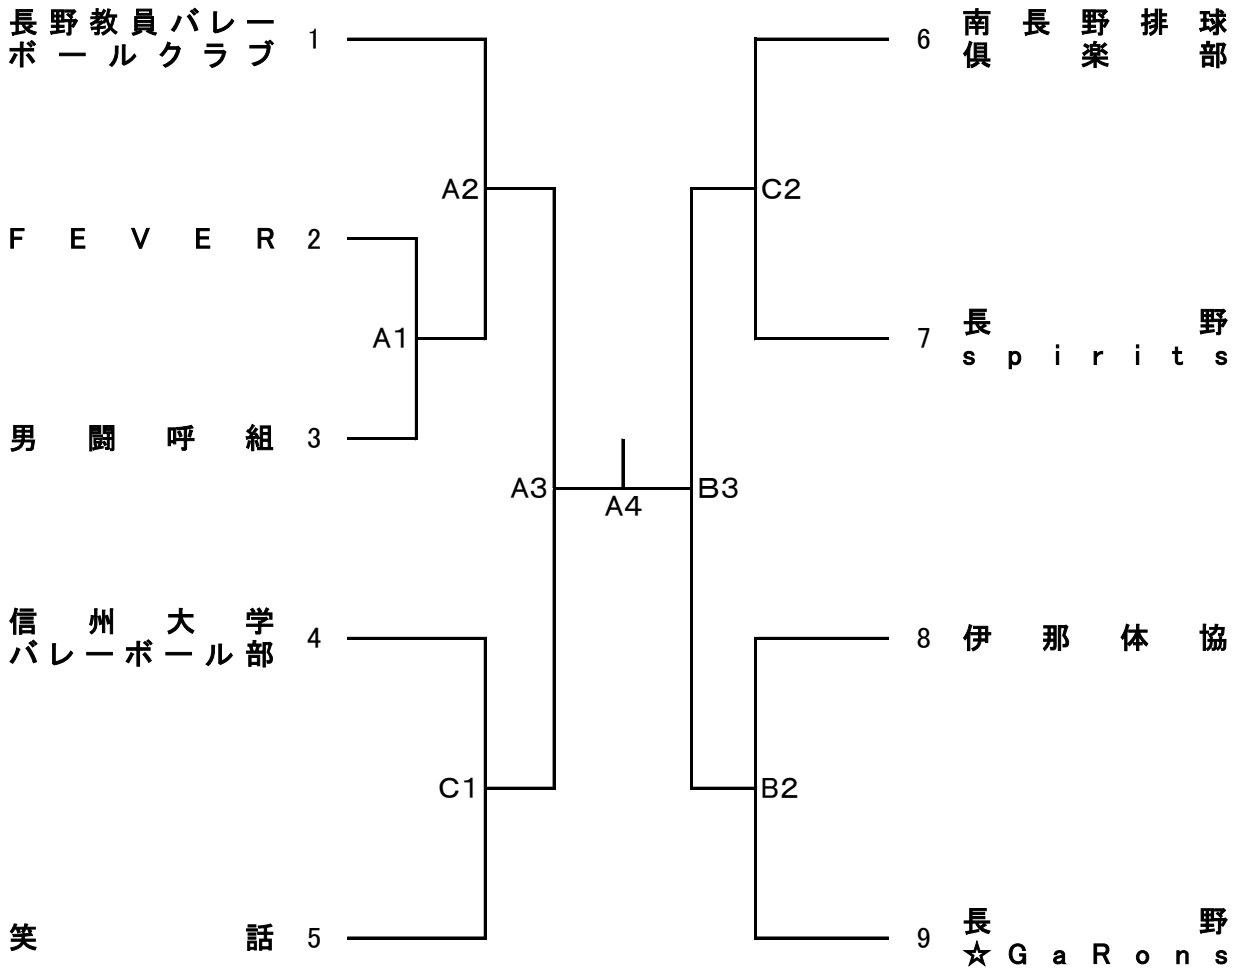 長野教員バレー
ボールクラブ
1
A2
FEVER
2
A1
男闘呼組
3
A3
A4
信州大学
バレーボール部
4
C1
笑話
5
6
南長野排球
倶楽部
C2
7
長野
spirits
B3
8
伊那体協
B2
9
長野
☆GaRons